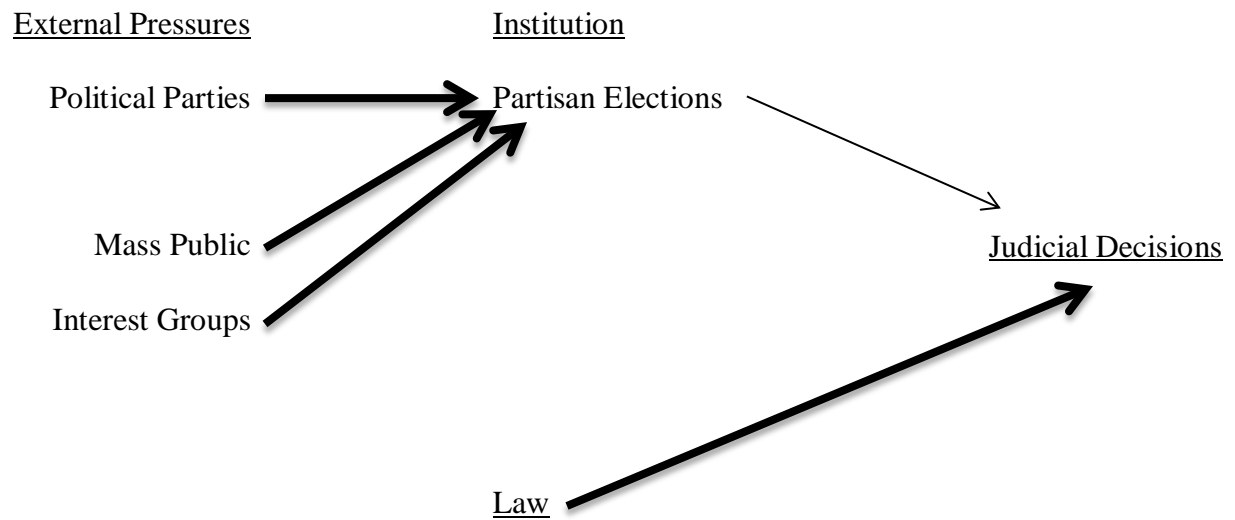 External Pressures
Institution
Political Parties
Partisan Elections
Mass Public
Judicial Decisions
Interest Groups
Law